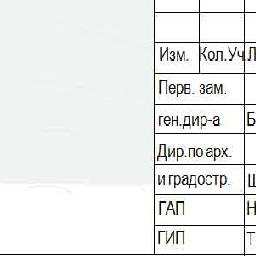 Изм. Кол.Уч.
Перв. зам.
ген.дир-а
Дир.по арх.
и градостр.
ГАП
ГИП